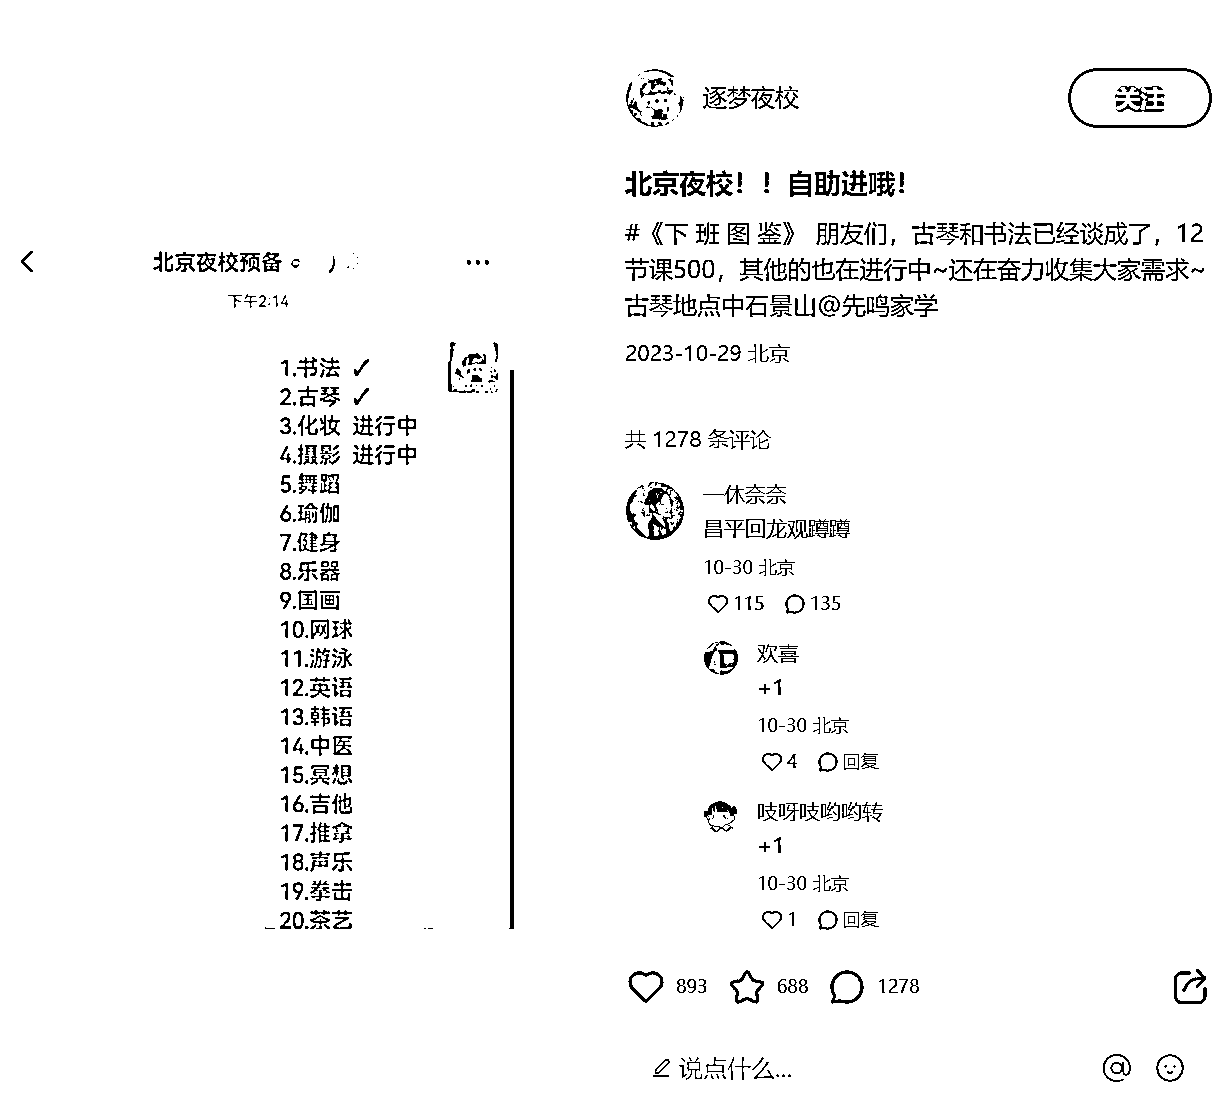 北京夜校预备
下午2:14
1.书法 ✓
2.古琴 ✓
3.化妆 进行中
4.摄影 进行中
5.舞蹈
6.瑜伽
7.健身
8.乐器
9.国画
10.网球
11.游泳
12.英语
13.韩语
14.中医
15.冥想
16.吉他
17.推拿
18.声乐
19.拳击
20.茶艺
逐梦夜校
关注
北京夜校！！自助进哦！
#《下 班 图 鉴》 朋友们，古琴和书法已经谈成了，12
节课500，其他的也在进行中~还在奋力收集大家需求~
古琴地点中石景山@先鸣家学
2023-10-29 北京
共 1278 条评论
一休奈奈
昌平回龙观蹲蹲
10-30 北京
115 135
欢喜
+1
10-30 北京
4 回复
吱呀吱哟哟转
+1
10-30 北京
1 回复
893 688 1278
说点什么...